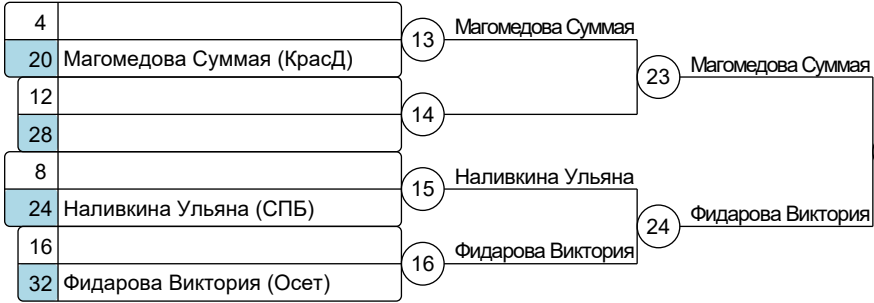 4
20 Магомедова Суммая (КрасД)
12
28
8
24 Наливкина Ульяна (СПБ)
16
32 Фидарова Виктория (Осет)
13 Магомедова Суммая
14
15 Наливкина Ульяна
16 Фидарова Виктория
23 Магомедова Суммая
24 Фидарова Виктория